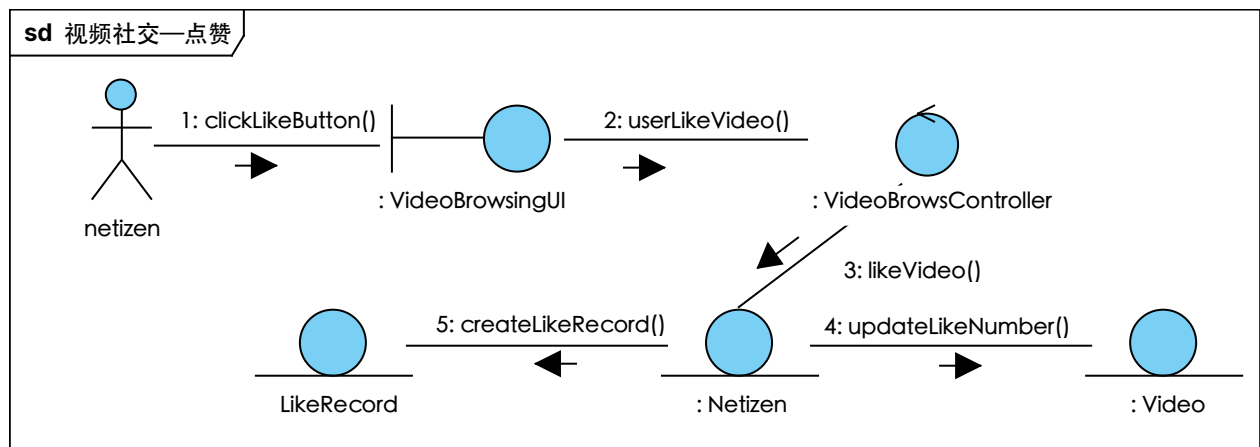 sd 视频社交—点赞
1: clickLikeButton()
2: userLikeVideo()
: VideoBrowsingUI
: VideoBrowsController
netizen
3: likeVideo()
5: createLikeRecord()
4: updateLikeNumber()
LikeRecord
: Netizen
: Video